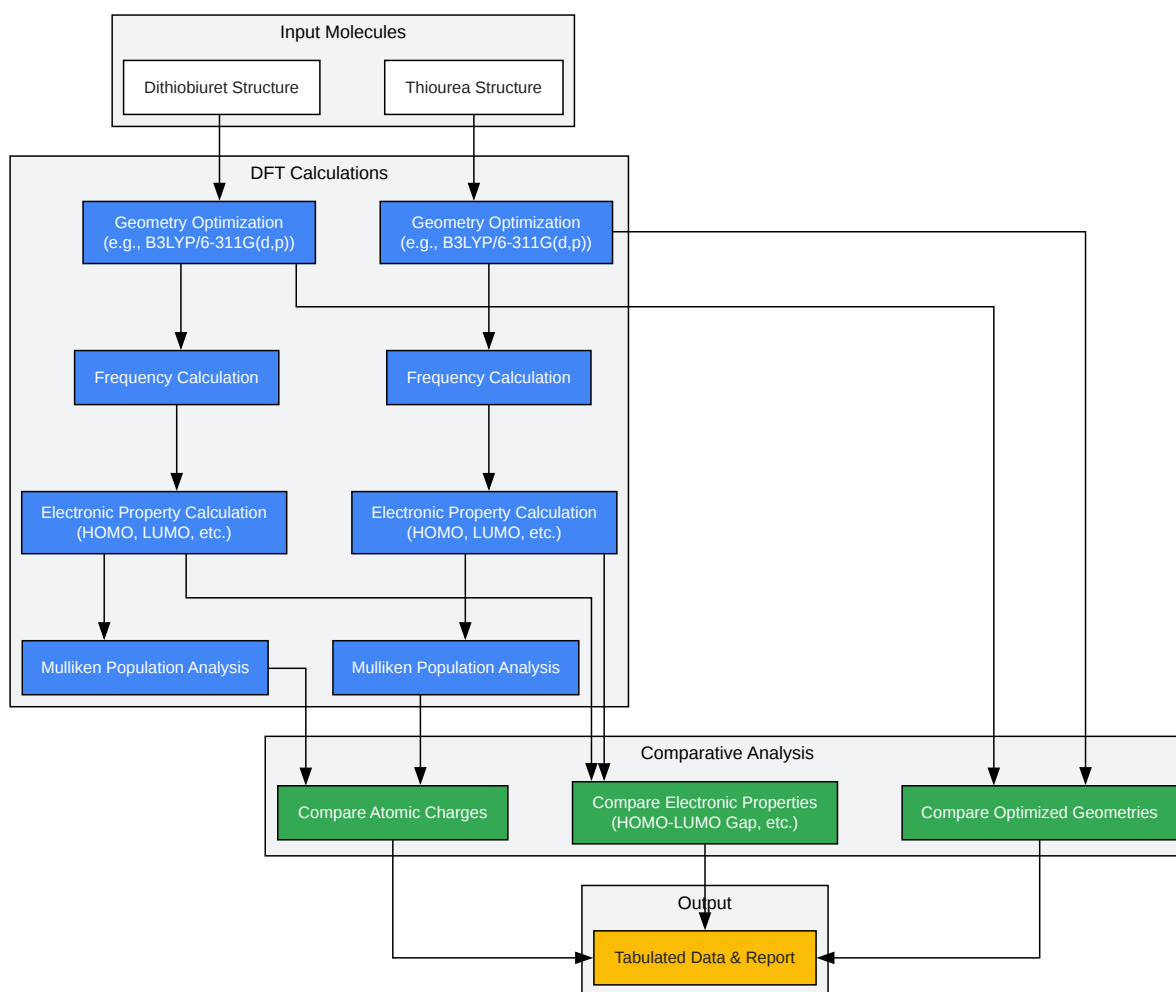 Input Molecules
Dithiobiuret Structure
Thiourea Structure
DFT Calculations
Geometry Optimization
(e.g., B3LYP/6-311G(d,p))
Geometry Optimization
(e.g., B3LYP/6-311G(d,p))
Frequency Calculation
Frequency Calculation
Electronic Property Calculation
(HOMO, LUMO, etc.)
Electronic Property Calculation
(HOMO, LUMO, etc.)
Mulliken Population Analysis
Mulliken Population Analysis
Comparative Analysis
Compare Atomic Charges
Compare Electronic Properties
(HOMO-LUMO Gap, etc.)
Compare Optimized Geometries
Output
Tabulated Data & Report